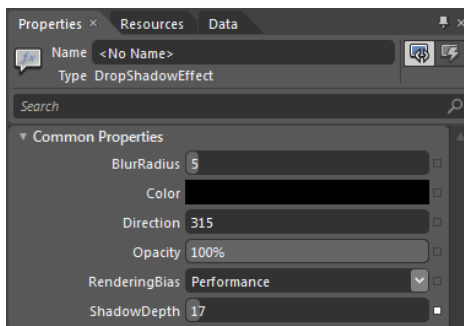 Properties × Resources Data
Name <No Name>
Type DropShadowEffect
Search
Common Properties
BlurRadius 5
Color
Direction 315
Opacity 100%
RenderingBias Performance
ShadowDepth 17